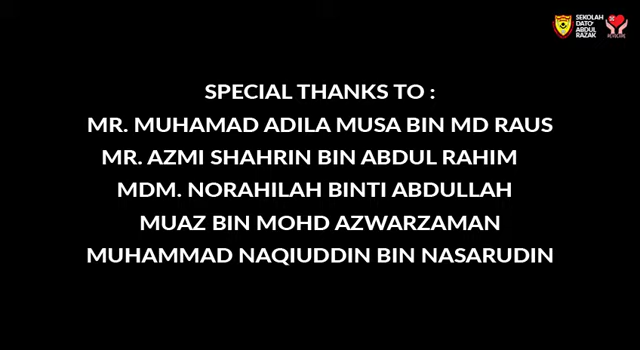 SEKOLAH
DATO'
ABDUL
RAZAK
SPECIAL THANKS TO :
MR. MUHAMAD ADILA MUSA BIN MD RAUS
MR. AZMI SHAHRIN BIN ABDUL RAHIM
MDM. NORAHILAH BINTI ABDULLAH
MUAZ BIN MOHD AZWARZAMAN
MUHAMMAD NAQIUDDIN BIN NASARUDIN